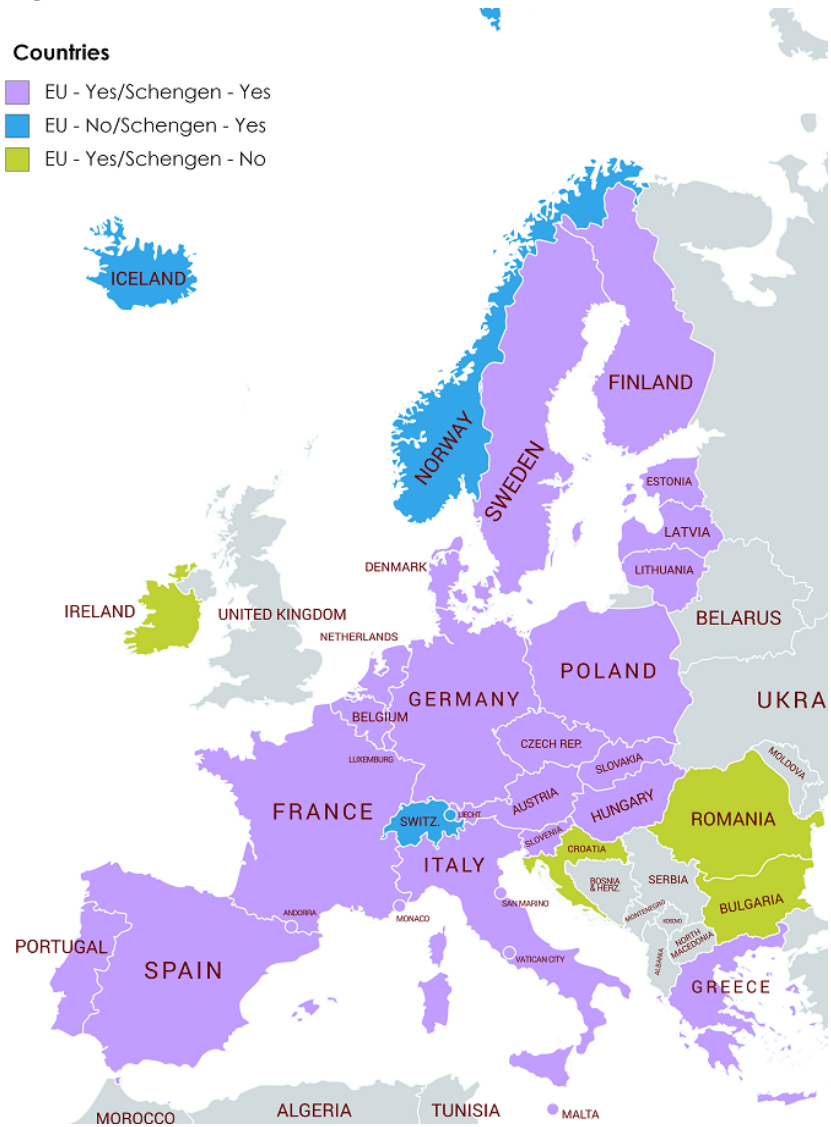 Countries
EU - Yes/Schengen - Yes
EU - No/Schengen - Yes
EU - Yes/Schengen - No
ICELAND
FINLAND
NORWAY
SWEDEN
ESTONIA
LATVIA
DENMARK
LITHUANIA
IRELAND
UNITED KINGDOM
BELARUS
NETHERLANDS
POLAND
GERMANY
UKRA
BELGIUM
CZECH REP.
LUXEMBURG
SLOVAKIA
MOLDOVA
AUSTRIA
HUNGARY
FRANCE
SWITZ.
LIECHT.
ROMANIA
SLOVENIA
CROATIA
ITALY
BOSNIA
& HERZ.
SERBIA
SAN MARINO
BULGARIA
ANDORRA
MONACO
MONTENEGRO
KOSOVO
PORTUGAL
NORTH
MACEDONIA
SPAIN
VATICAN CITY
ALBANIA
GREECE
MOROCCO
ALGERIA
TUNISIA
MALTA